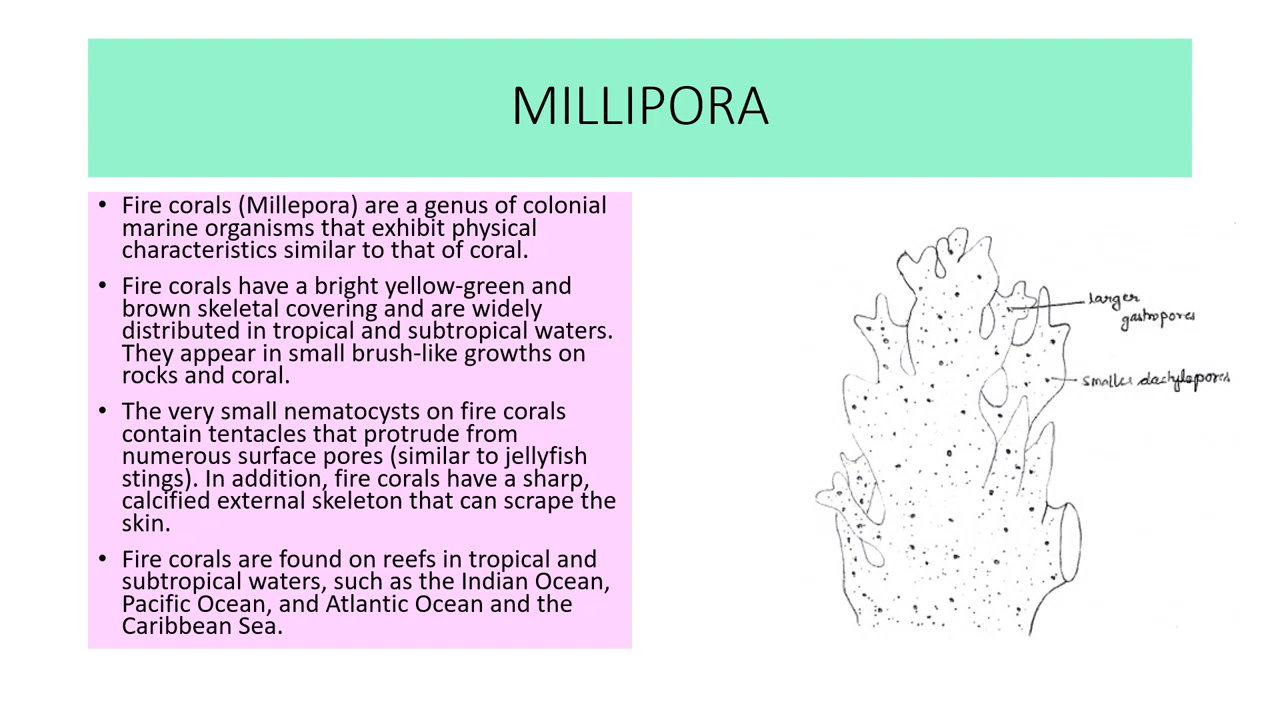 MILLIPORA
• Fire corals (Millepora) are a genus of colonial
marine organisms that exhibit physical
characteristics similar to that of coral.
• Fire corals have a bright yellow-green and
brown skeletal covering and are widely
distributed in tropical and subtropical waters.
They appear in small brush-like growths on
rocks and coral.
• The very small nematocysts on fire corals
contain tentacles that protrude from
numerous surface pores (similar to jellyfish
stings). In addition, fire corals have a sharp,
calcified external skeleton that can scrape the
skin.
• Fire corals are found on reefs in tropical and
subtropical waters, such as the Indian Ocean,
Pacific Ocean, and Atlantic Ocean and the
Caribbean Sea.
larger
gastropores
smaller dactylopores